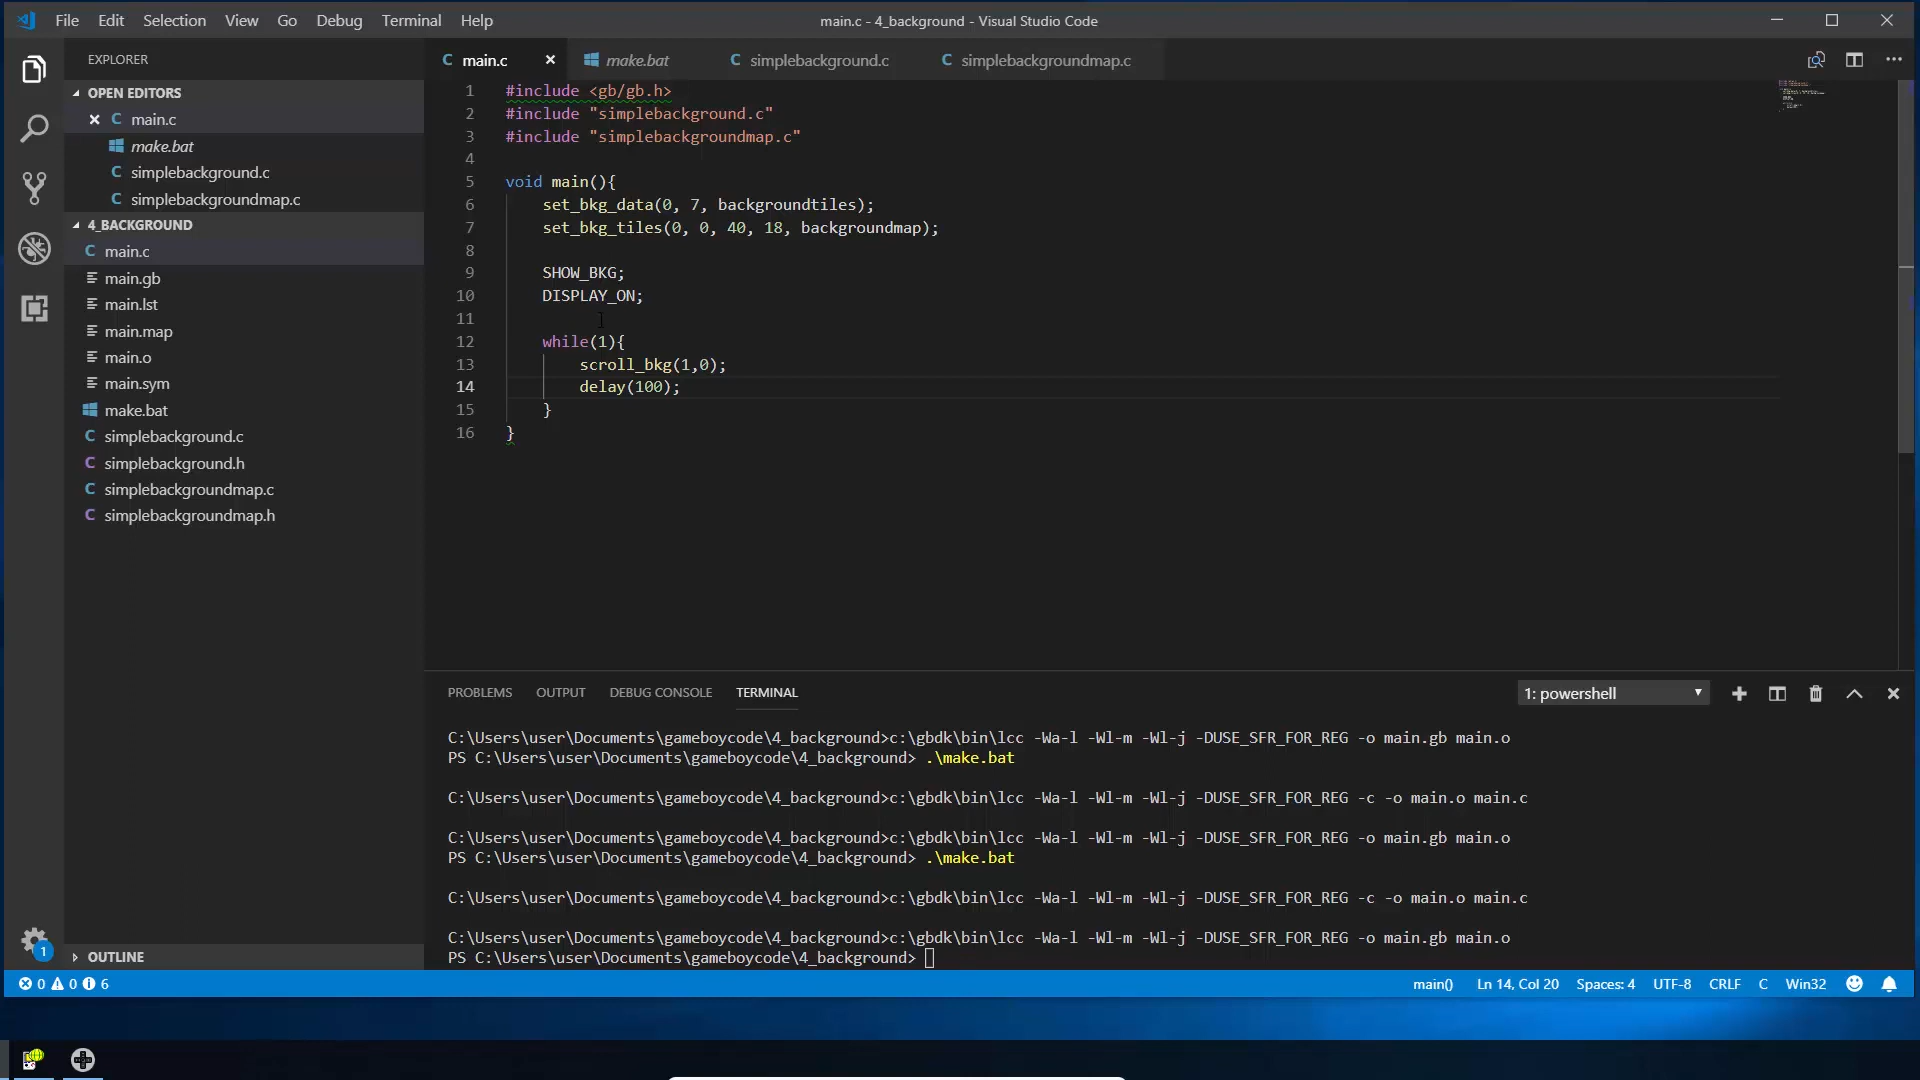 File Edit Selection View Go Debug Terminal Help
main.c - 4_background - Visual Studio Code
EXPLORER
OPEN EDITORS
main.c
make.bat
simplebackground.c
simplebackgroundmap.c
4_BACKGROUND
C main.c
main.gb
main.lst
main.map
main.o
main.sym
make.bat
C simplebackground.c
C simplebackground.h
C simplebackgroundmap.c
C simplebackgroundmap.h
OUTLINE
C main.c make.bat C simplebackground.c C simplebackgroundmap.c
1 #include <gb/gb.h>
2 #include "simplebackground.c"
3 #include "simplebackgroundmap.c"
4
5 void main(){
6 set_bkg_data(0, 7, backgroundtiles);
7 set_bkg_tiles(0, 0, 40, 18, backgroundmap);
8
9 SHOW_BKG;
10 DISPLAY_ON;
11
12 while(1){
13 scroll_bkg(1,0);
14 delay(100);
15 }
16 }
PROBLEMS OUTPUT DEBUG CONSOLE TERMINAL 1: powershell
C:\Users\user\Documents\gameboycode\4_background>c:\gbdk\bin\lcc -Wa-l -Wl-m -Wl-j -DUSE_SFR_FOR_REG -o main.gb main.o
PS C:\Users\user\Documents\gameboycode\4_background> .\make.bat
C:\Users\user\Documents\gameboycode\4_background>c:\gbdk\bin\lcc -Wa-l -Wl-m -Wl-j -DUSE_SFR_FOR_REG -c -o main.o main.c
C:\Users\user\Documents\gameboycode\4_background>c:\gbdk\bin\lcc -Wa-l -Wl-m -Wl-j -DUSE_SFR_FOR_REG -o main.gb main.o
PS C:\Users\user\Documents\gameboycode\4_background> .\make.bat
C:\Users\user\Documents\gameboycode\4_background>c:\gbdk\bin\lcc -Wa-l -Wl-m -Wl-j -DUSE_SFR_FOR_REG -c -o main.o main.c
C:\Users\user\Documents\gameboycode\4_background>c:\gbdk\bin\lcc -Wa-l -Wl-m -Wl-j -DUSE_SFR_FOR_REG -o main.gb main.o
PS C:\Users\user\Documents\gameboycode\4_background>
1
0 0 6 main() Ln 14, Col 20 Spaces: 4 UTF-8 CRLF C Win32